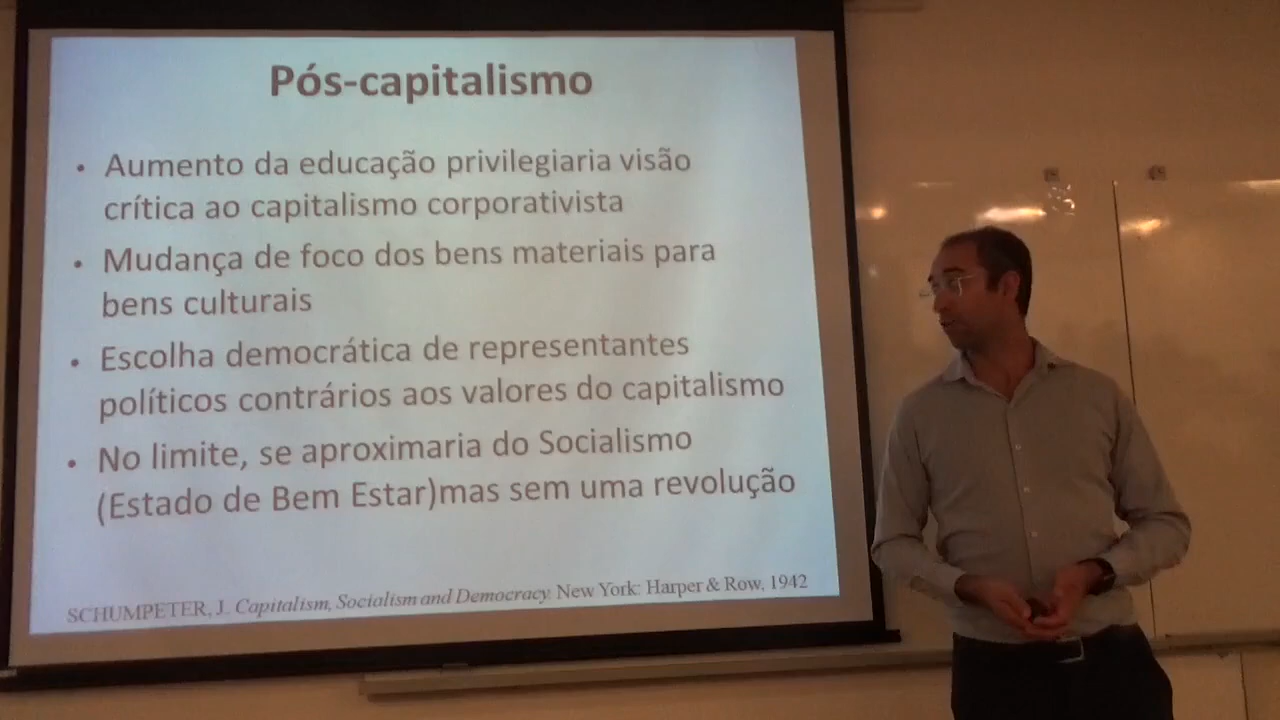 Pós-capitalismo
• Aumento da educação privilegiaria visão
crítica ao capitalismo corporativista
• Mudança de foco dos bens materiais para
bens culturais
• Escolha democrática de representantes
políticos contrários aos valores do capitalismo
• No limite, se aproximaria do Socialismo
(Estado de Bem Estar)mas sem uma revolução
SCHUMPETER, J. Capitalism, Socialism and Democracy. New York: Harper & Row, 1942